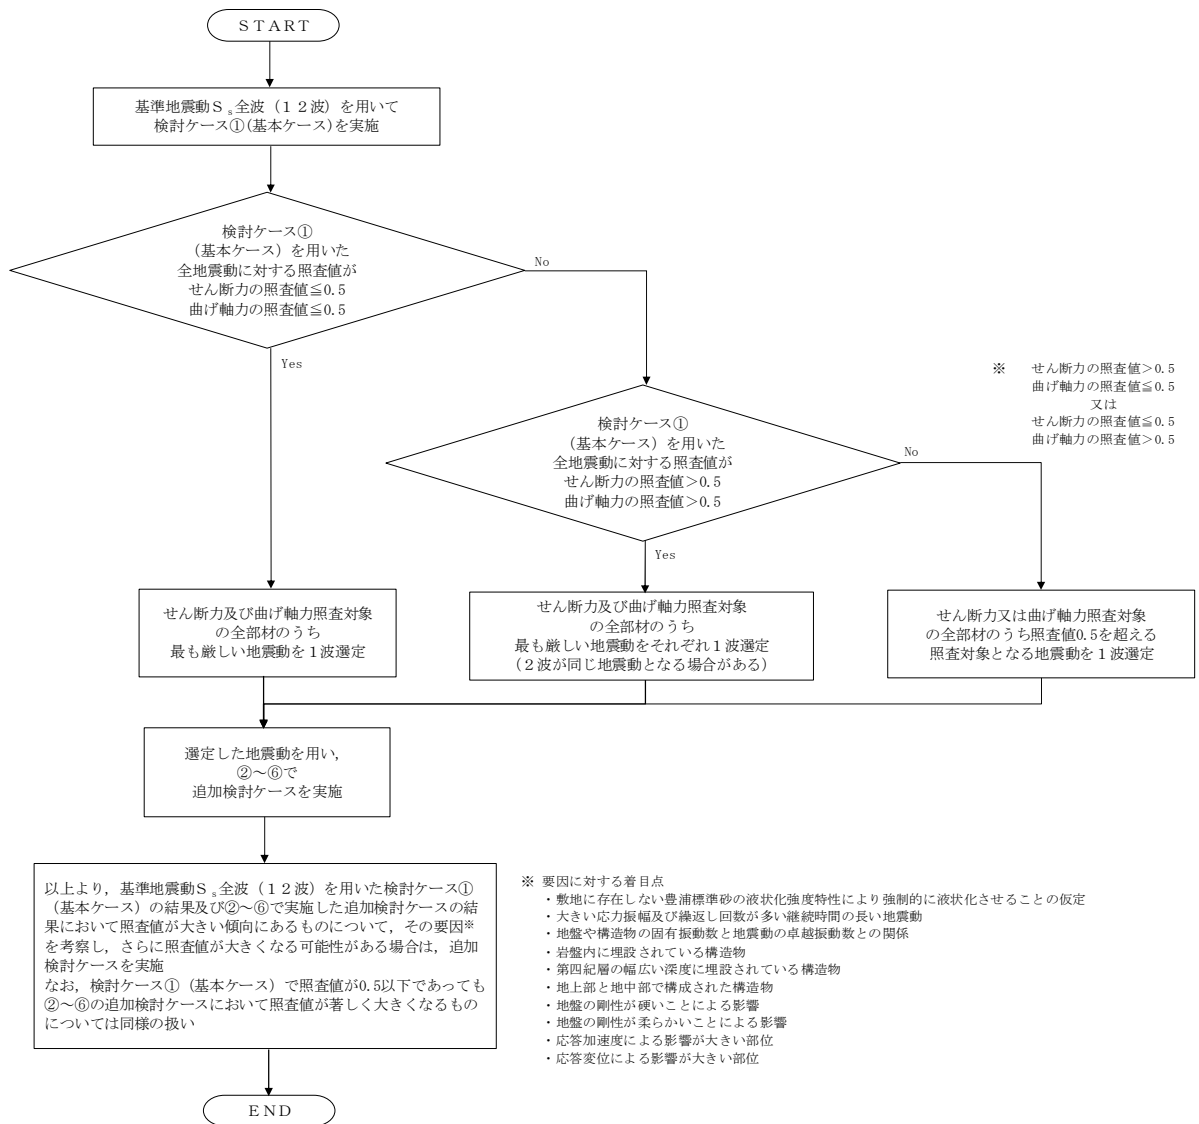 ＳＴＡＲＴ
基準地震動Ｓｓ全波（１２波）を用いて
検討ケース①(基本ケース)を実施
検討ケース①
（基本ケース）を用いた
全地震動に対する照査値が
せん断力の照査値≦0.5
曲げ軸力の照査値≦0.5
No
Yes
※ せん断力の照査値＞0.5
曲げ軸力の照査値≦0.5
又は
せん断力の照査値≦0.5
曲げ軸力の照査値＞0.5
検討ケース①
（基本ケース）を用いた
全地震動に対する照査値が
せん断力の照査値＞0.5
曲げ軸力の照査値＞0.5
No
Yes
せん断力及び曲げ軸力照査対象
の全部材のうち
最も厳しい地震動を１波選定
せん断力及び曲げ軸力照査対象
の全部材のうち
最も厳しい地震動をそれぞれ１波選定
（２波が同じ地震動となる場合がある）
せん断力又は曲げ軸力照査対象
の全部材のうち照査値0.5を超える
照査対象となる地震動を１波選定
選定した地震動を用い，
②～⑥で
追加検討ケースを実施
以上より，基準地震動Ｓｓ全波（１２波）を用いた検討ケース①
（基本ケース）の結果及び②～⑥で実施した追加検討ケースの結
果において照査値が大きい傾向にあるものについて，その要因※
を考察し，さらに照査値が大きくなる可能性がある場合は，追加
検討ケースを実施
なお，検討ケース①（基本ケース）で照査値が0.5以下であっても
②～⑥の追加検討ケースにおいて照査値が著しく大きくなるもの
については同様の扱い
※ 要因に対する着目点
・敷地に存在しない豊浦標準砂の液状化強度特性により強制的に液状化させることの仮定
・大きい応力振幅及び繰返し回数が多い継続時間の長い地震動
・地盤や構造物の固有振動数と地震動の卓越振動数との関係
・岩盤内に埋設されている構造物
・第四紀層の幅広い深度に埋設されている構造物
・地上部と地中部で構成された構造物
・地盤の剛性が硬いことによる影響
・地盤の剛性が柔らかいことによる影響
・応答加速度による影響が大きい部位
・応答変位による影響が大きい部位
ＥＮＤ